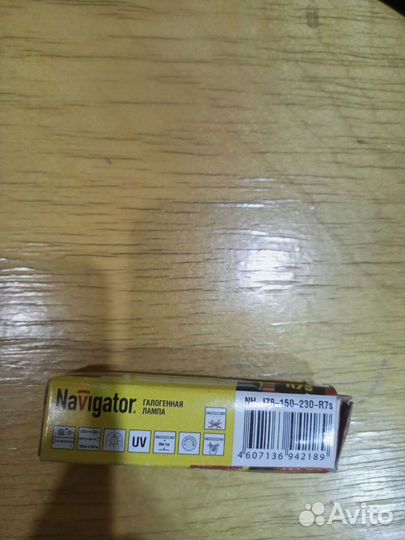 Navigator
ГАЛОГЕННАЯ
ЛАМПА
UV
NH-J78-150-230-R7s
4607136 942189
Avito